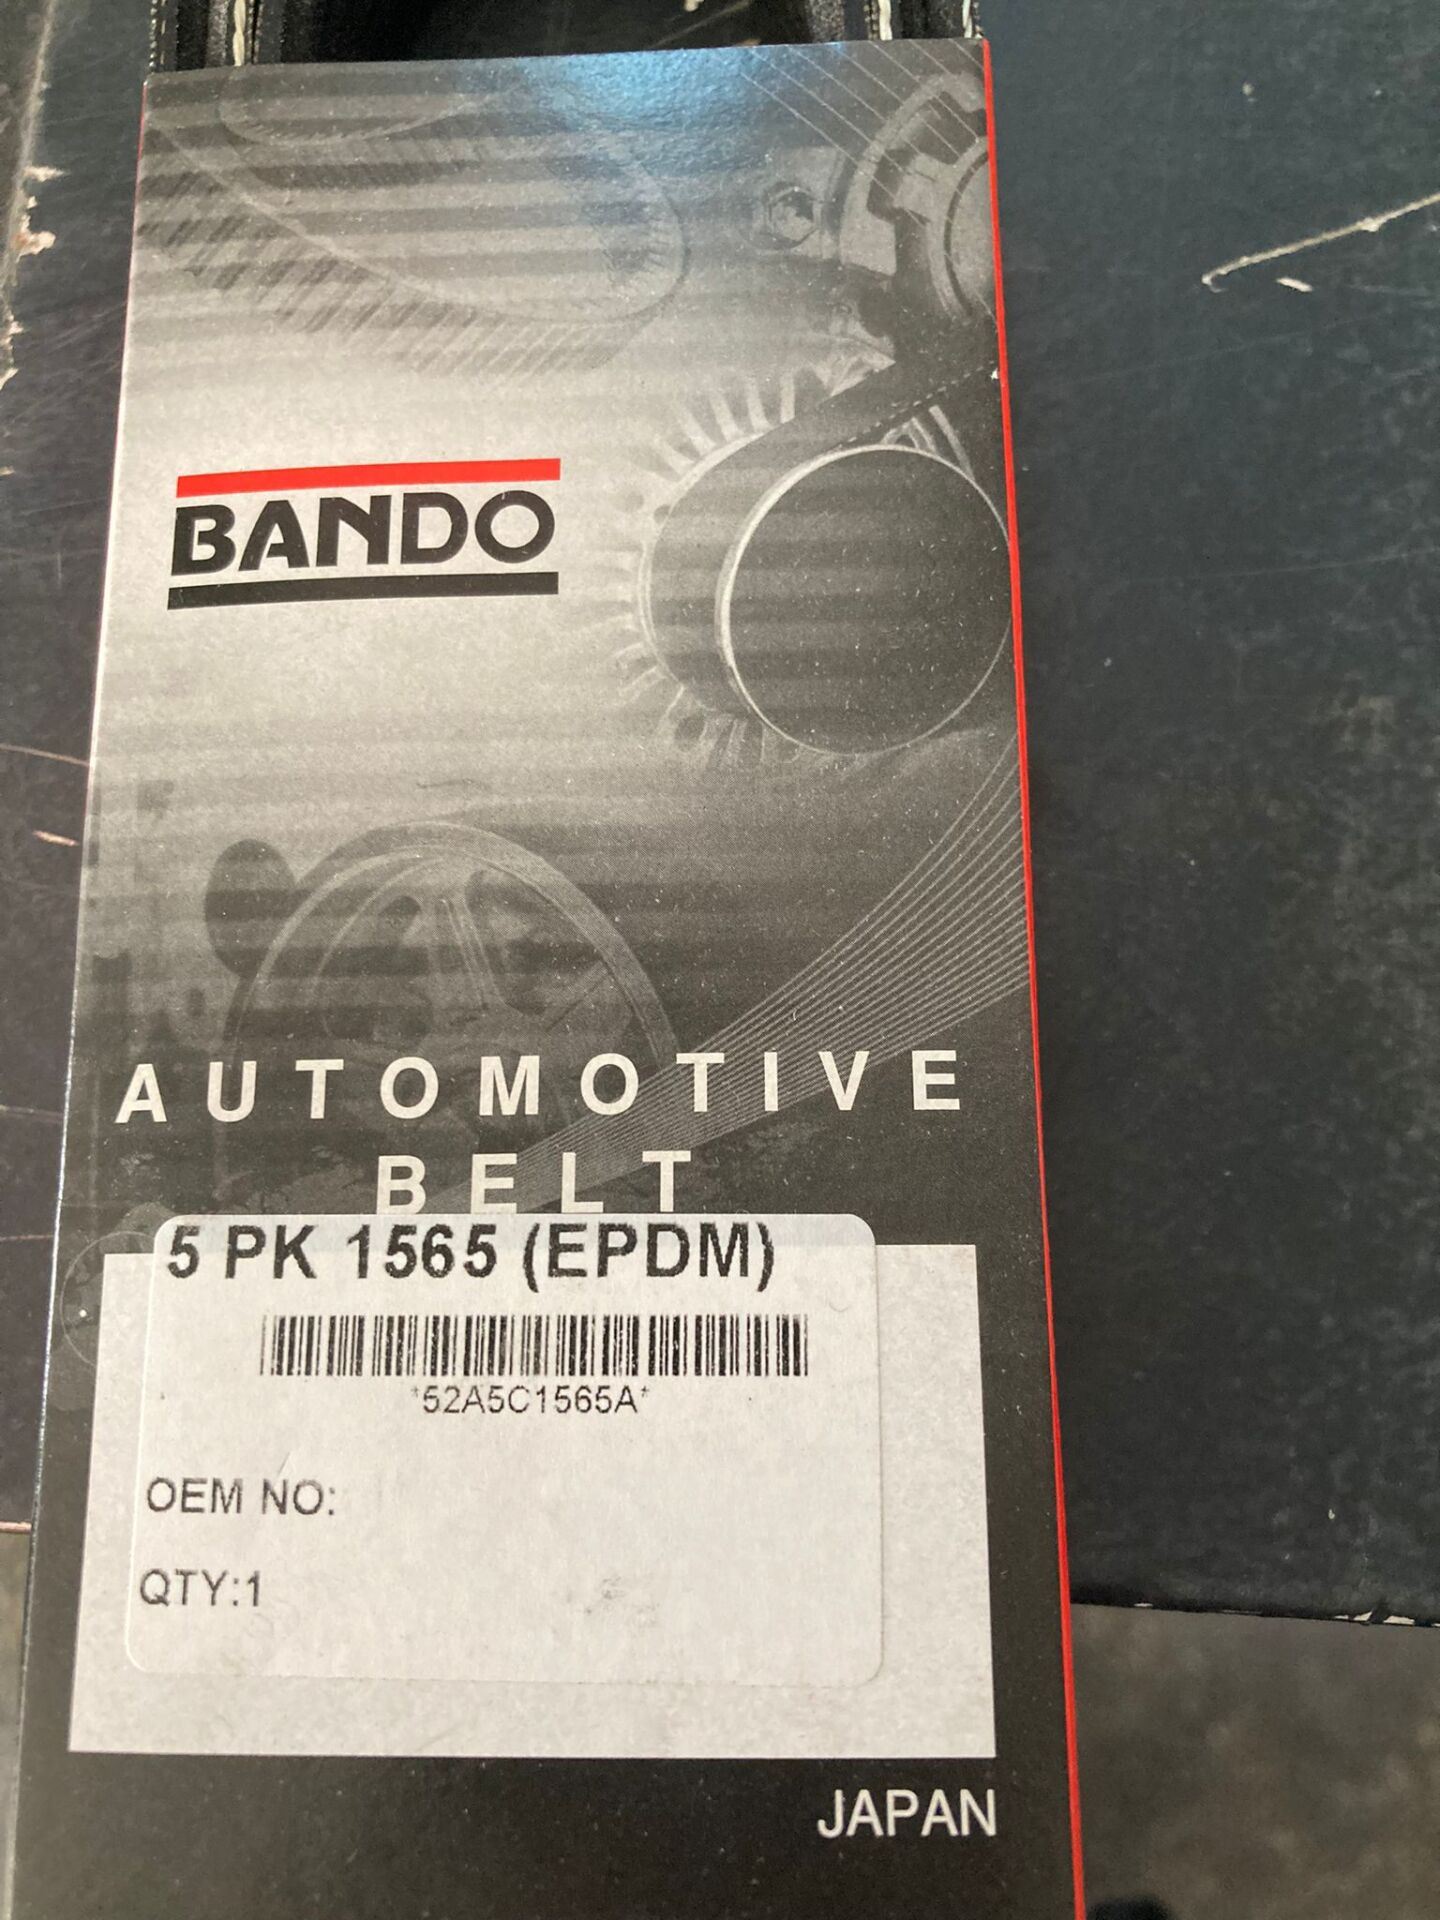 BANDO
AUTOMOTIVE
BELT
5 PK 1565 (EPDM)
*52A5C1565A*
OEM NO:
QTY:1
JAPAN